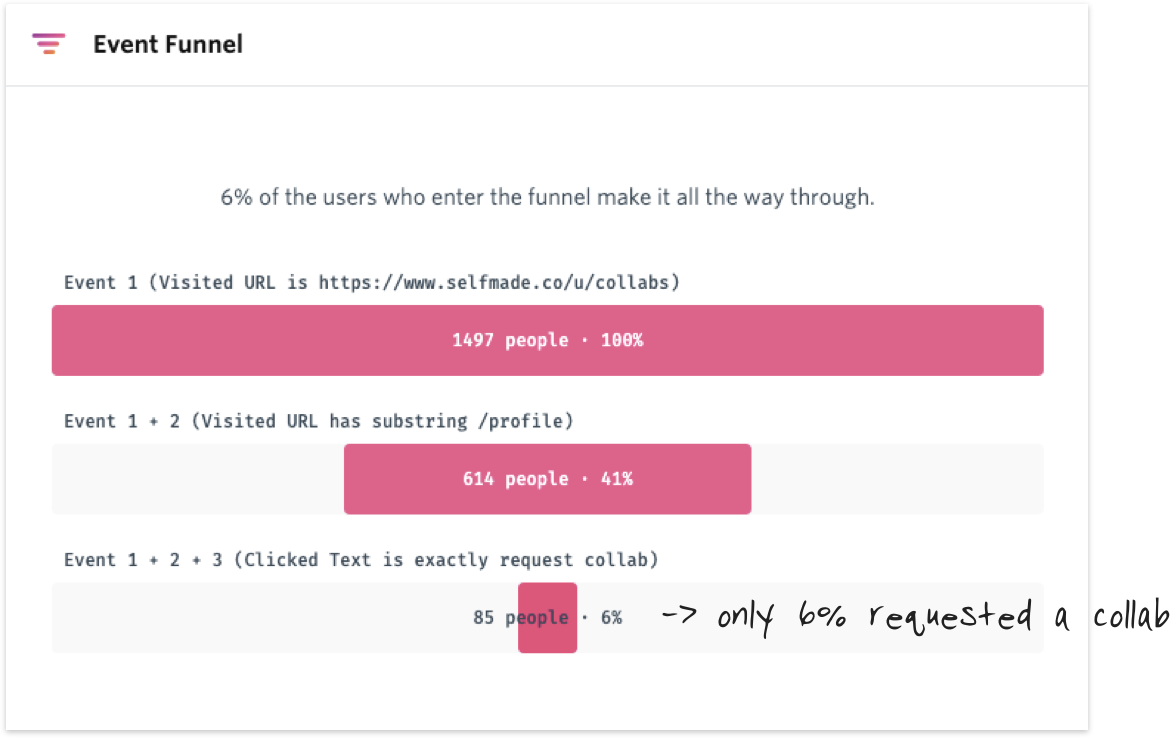 Event Funnel
6% of the users who enter the funnel make it all the way through.
Event 1 (Visited URL is https://www.selfmade.co/u/collabs)
1497 people · 100%
Event 1 + 2 (Visited URL has substring /profile)
614 people · 41%
Event 1 + 2 + 3 (Clicked Text is exactly request collab)
85 people · 6% -> only 6% requested a collab